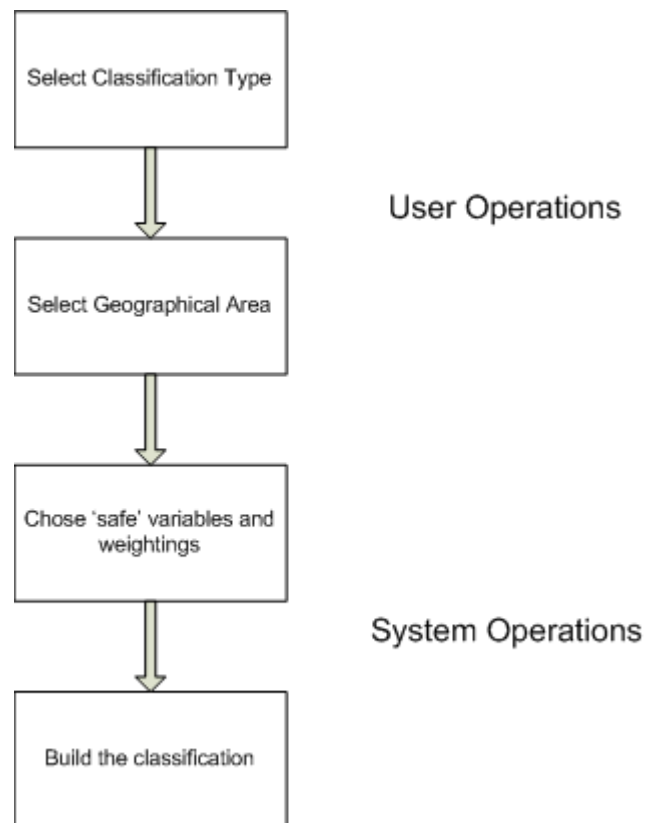 Select Classification Type
User Operations
Select Geographical Area
Chose ‘safe’ variables and
weightings
System Operations
Build the classification